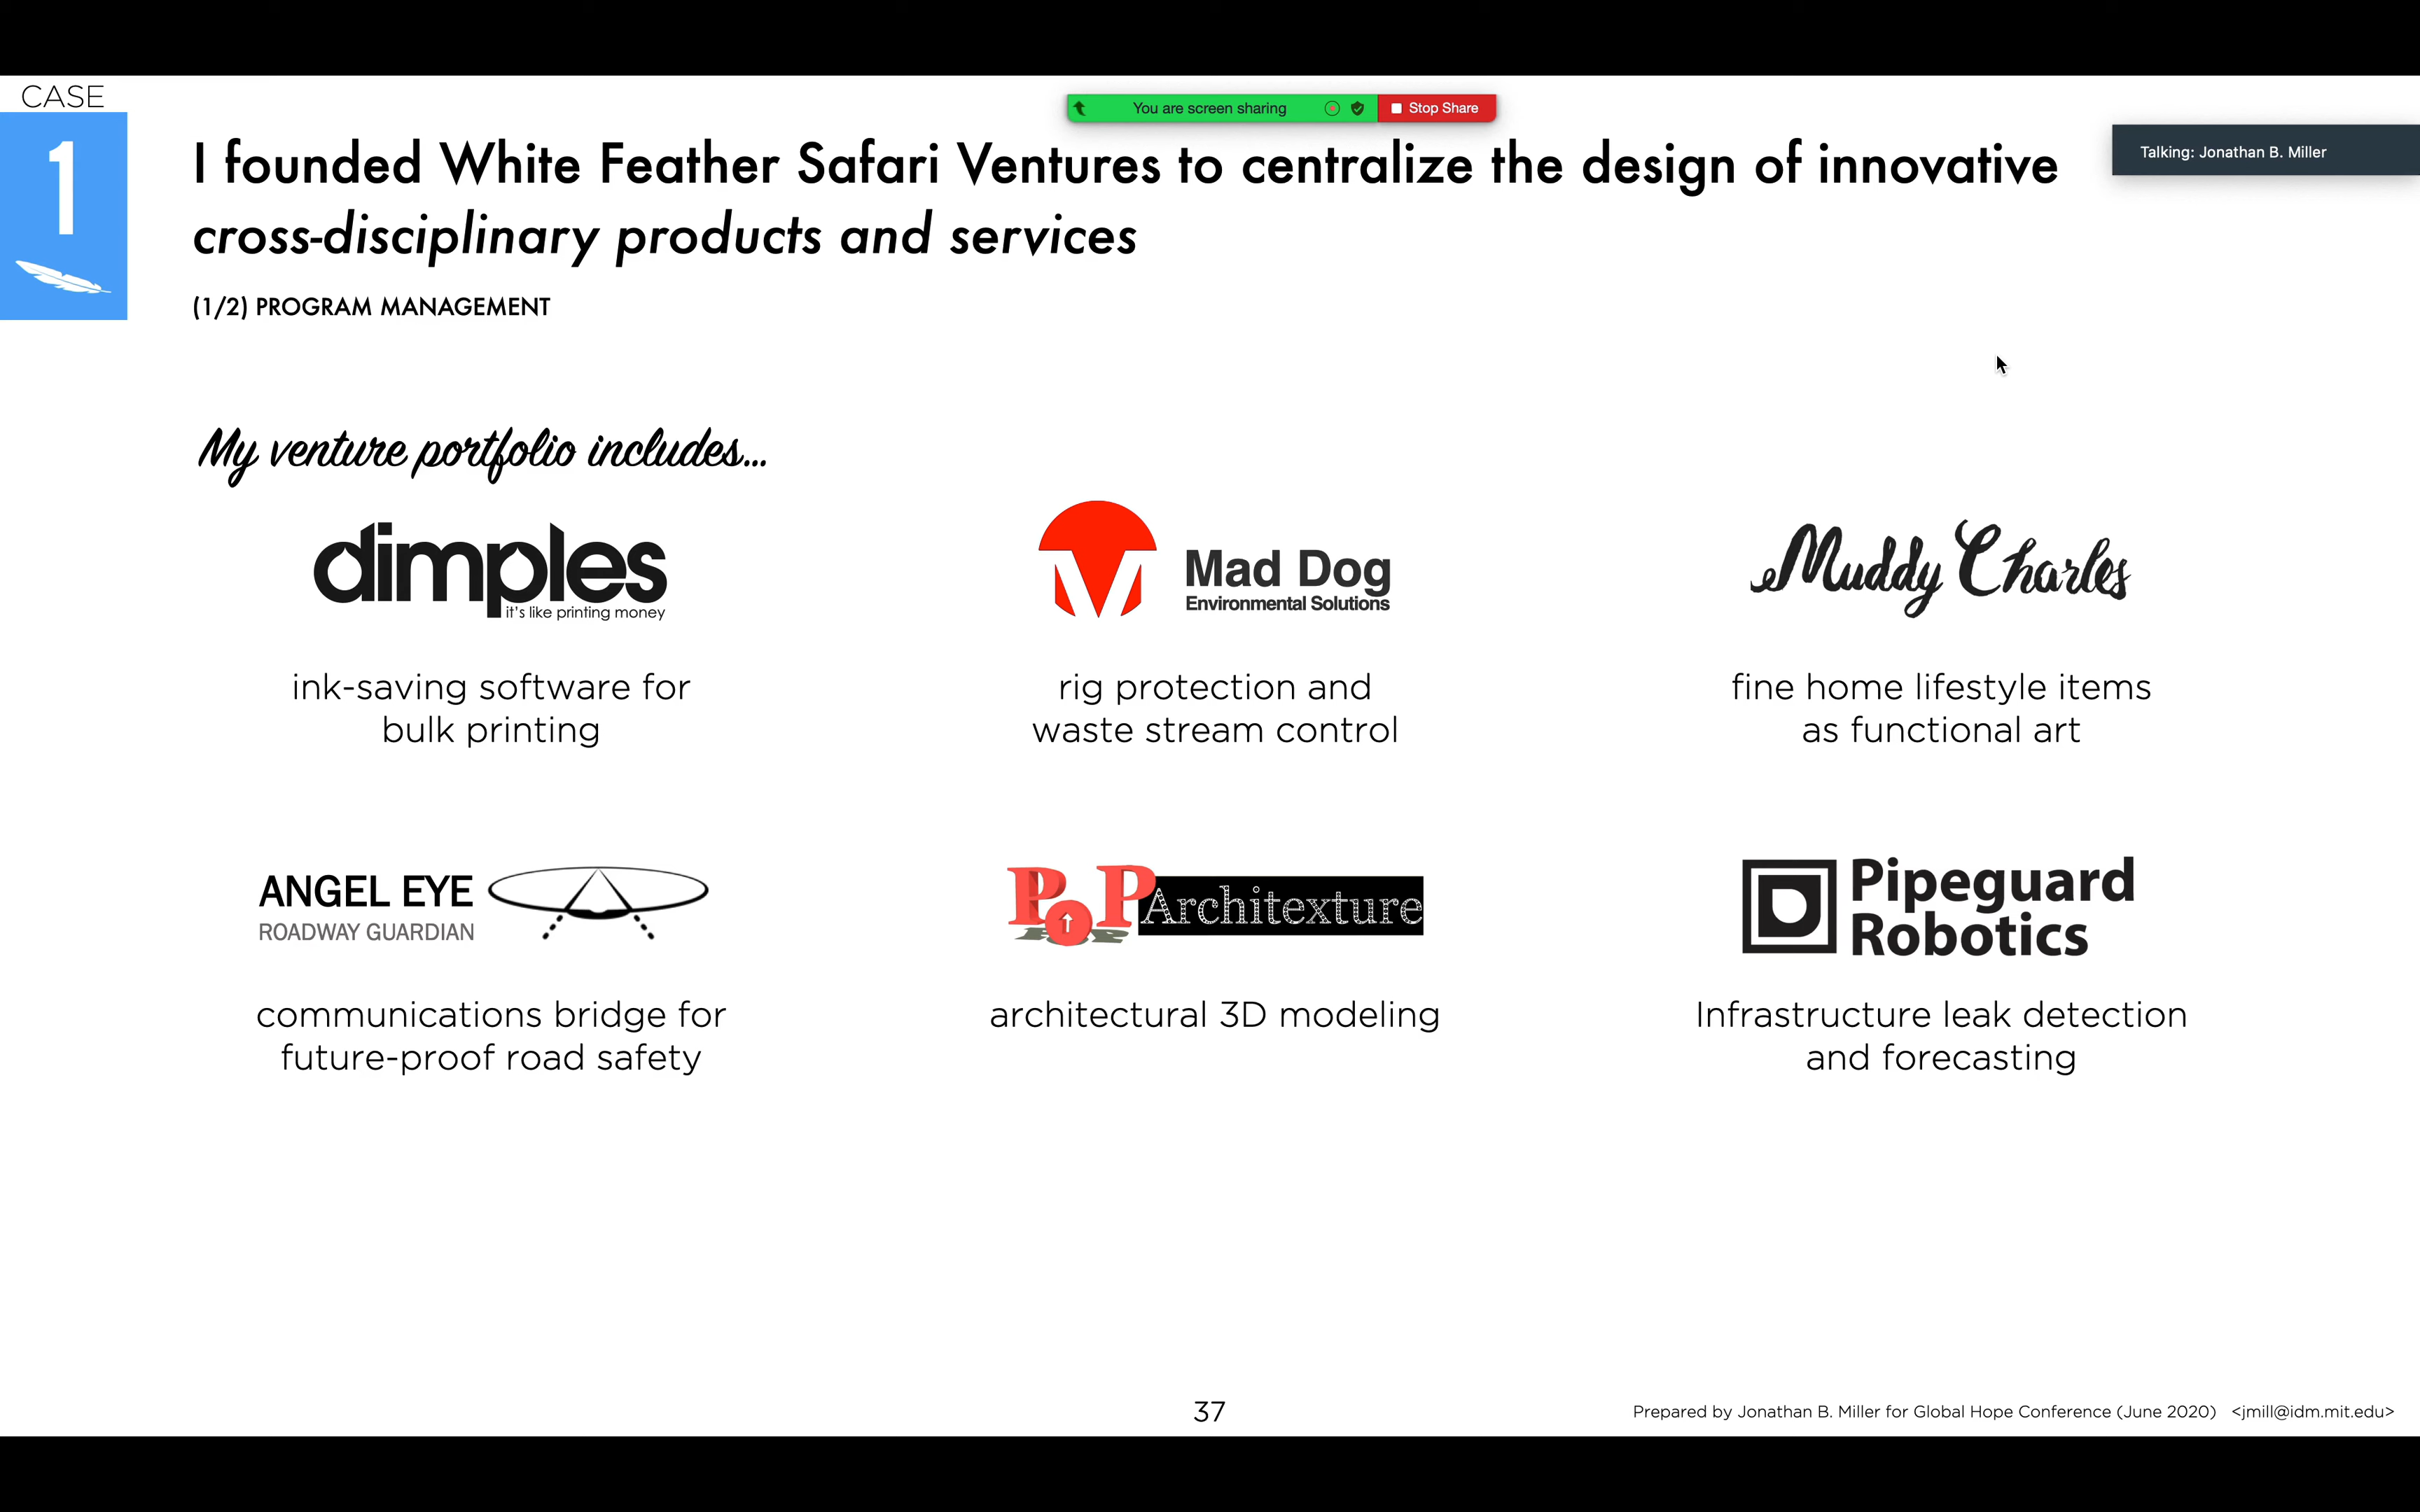 CASE
1
You are screen sharing
Stop Share
Talking: Jonathan B. Miller
I founded White Feather Safari Ventures to centralize the design of innovative
cross-disciplinary products and services
(1/2) PROGRAM MANAGEMENT
My venture portfolio includes...
dimples
it's like printing money
ink-saving software for
bulk printing
Mad Dog
Environmental Solutions
rig protection and
waste stream control
Muddy Charles
fine home lifestyle items
as functional art
ANGEL EYE
ROADWAY GUARDIAN
communications bridge for
future-proof road safety
PoP Architexture
architectural 3D modeling
Pipeguard
Robotics
Infrastructure leak detection
and forecasting
37
Prepared by Jonathan B. Miller for Global Hope Conference (June 2020) <jmill@idm.mit.edu>